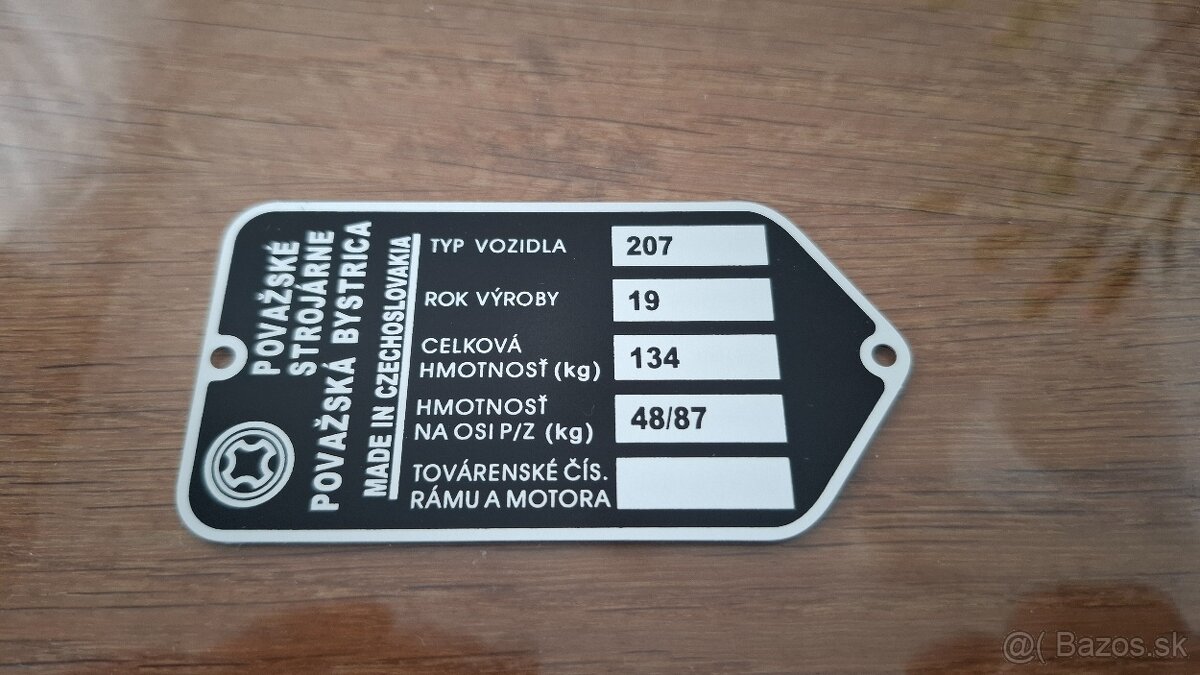 POVAŽSKÉ
STROJÁRNE
POVAŽSKÁ BYSTRICA
MADE IN CZECHOSLOVAKIA
TYP VOZIDLA 207
ROK VÝROBY 19
CELKOVÁ
HMOTNOSŤ (kg) 134
HMOTNOSŤ
NA OSI P/Z (kg) 48/87
TOVÁRENSKÉ ČÍS.
RÁMU A MOTORA
@( Bazos.sk